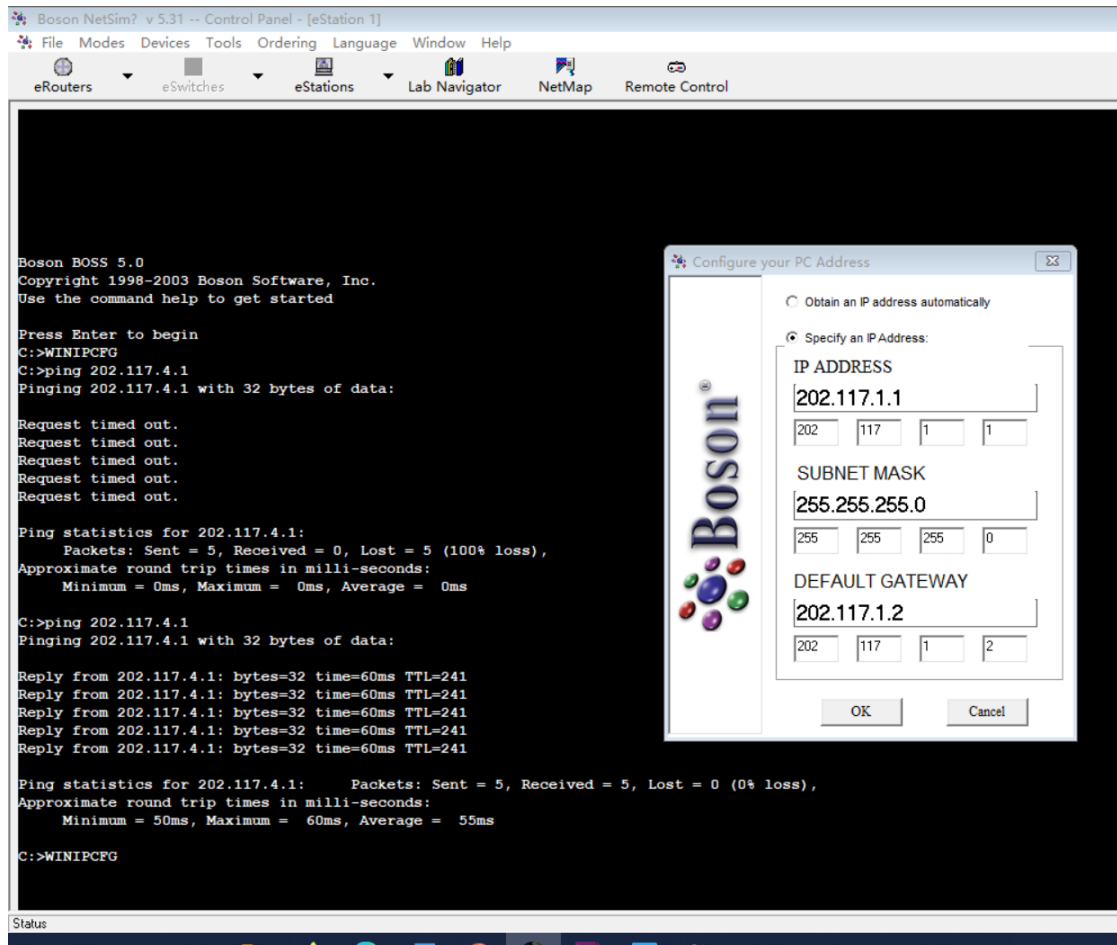 Boson NetSim? v 5.31 -- Control Panel - [eStation 1]
File Modes Devices Tools Ordering Language Window Help
eRouters eSwitches eStations Lab Navigator NetMap Remote Control
Boson BOSS 5.0
Copyright 1998-2003 Boson Software, Inc.
Use the command help to get started
Press Enter to begin
C:>WINIPCFG
C:>ping 202.117.4.1
Pinging 202.117.4.1 with 32 bytes of data:
Request timed out.
Request timed out.
Request timed out.
Request timed out.
Request timed out.
Ping statistics for 202.117.4.1:
Packets: Sent = 5, Received = 0, Lost = 5 (100% loss),
Approximate round trip times in milli-seconds:
Minimum = 0ms, Maximum = 0ms, Average = 0ms
C:>ping 202.117.4.1
Pinging 202.117.4.1 with 32 bytes of data:
Reply from 202.117.4.1: bytes=32 time=60ms TTL=241
Reply from 202.117.4.1: bytes=32 time=60ms TTL=241
Reply from 202.117.4.1: bytes=32 time=60ms TTL=241
Reply from 202.117.4.1: bytes=32 time=60ms TTL=241
Reply from 202.117.4.1: bytes=32 time=60ms TTL=241
Ping statistics for 202.117.4.1: Packets: Sent = 5, Received = 5, Lost = 0 (0% loss),
Approximate round trip times in milli-seconds:
Minimum = 50ms, Maximum = 60ms, Average = 55ms
C:>WINIPCFG
Configure your PC Address
Boson®
Obtain an IP address automatically
Specify an IP Address:
IP ADDRESS
202.117.1.1
202 117 1 1
SUBNET MASK
255.255.255.0
255 255 255 0
DEFAULT GATEWAY
202.117.1.2
202 117 1 2
OK Cancel
Status